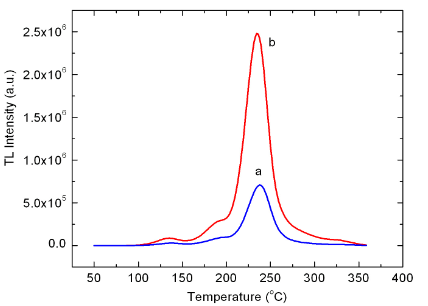 2.5x10⁶
b
2.0x10⁶
1.5x10⁶
TL Intensity (a.u.)
1.0x10⁶
a
5.0x10⁵
0.0
50 100 150 200 250 300 350 400
Temperature (°C)